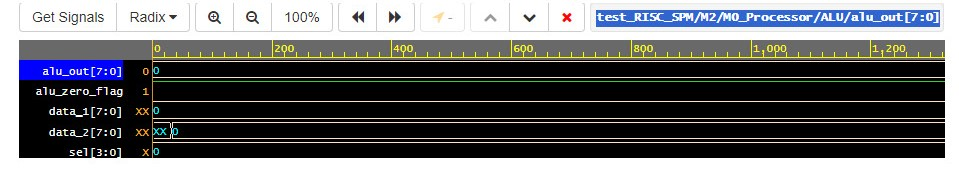 Get Signals Radix 100% - test_RISC_SPM/M2/M0_Processor/ALU/alu_out[7:0]
0 200 400 600 800 1,000 1,200
alu_out[7:0] 0 0
alu_zero_flag 1
data_1[7:0] XX 0
data_2[7:0] XX XX 0
sel[3:0] X 0